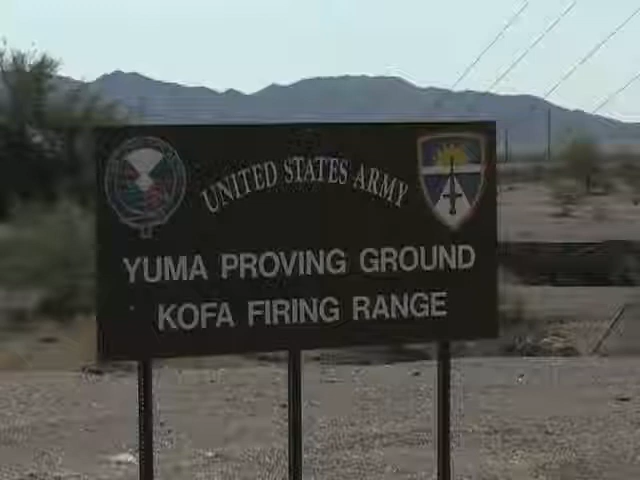 UNITED STATES ARMY
YUMA PROVING GROUND
KOFA FIRING RANGE